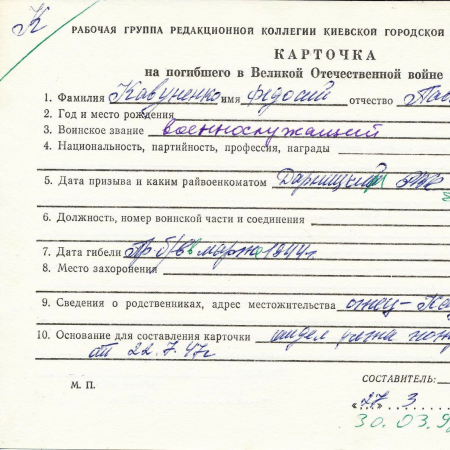 К
РАБОЧАЯ ГРУППА РЕДАКЦИОННОЙ КОЛЛЕГИИ КИЕВСКОЙ ГОРОДСКОЙ
КАРТОЧКА
на погибшего в Великой Отечественной войне
1. Фамилия Кавуненко имя Федосий отчество
2. Год и место рождения
3. Воинское звание военнослужащий
4. Национальность, партийность, профессия, награды
5. Дата призыва и каким райвоенкоматом Дарницкий РВК
6. Должность, номер воинской части и соединения
7. Дата гибели Пр. б/в в марте 1944г
8. Место захоронения
9. Сведения о родственниках, адрес местожительства отец-
10. Основание для составления карточки
от 22.7.47г
М. П.
СОСТАВИТЕЛЬ:
«27» 3
30.03.9